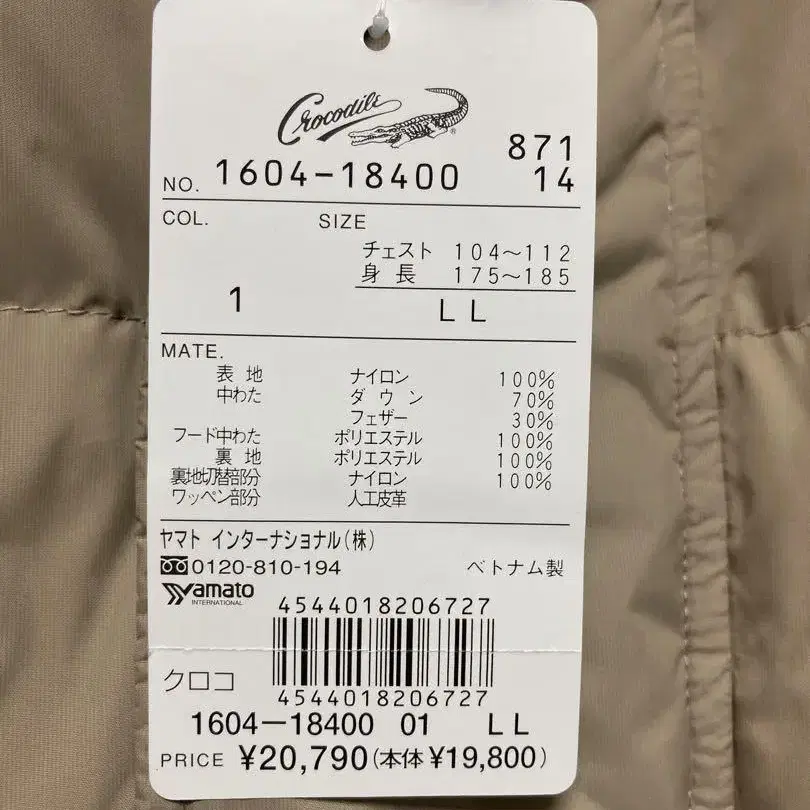 Crocodile ®
871
NO. 1604-18400 14
COL. SIZE
チェスト 104～112
身長 175～185
1 LL
MATE.
表地 ナイロン 100%
中わた ダウン 70%
フェザー 30%
フード中わた ポリエステル 100%
裏地 ポリエステル 100%
裏地切替部分 ナイロン 100%
ワッペン部分 人工皮革
ヤマト インターナショナル(株)
0120-810-194 ベトナム製
Yamato
INTERNATIONAL
4544018206727
クロコ
4544018206727
1604-18400 01 LL
PRICE ¥20,790(本体¥19,800)